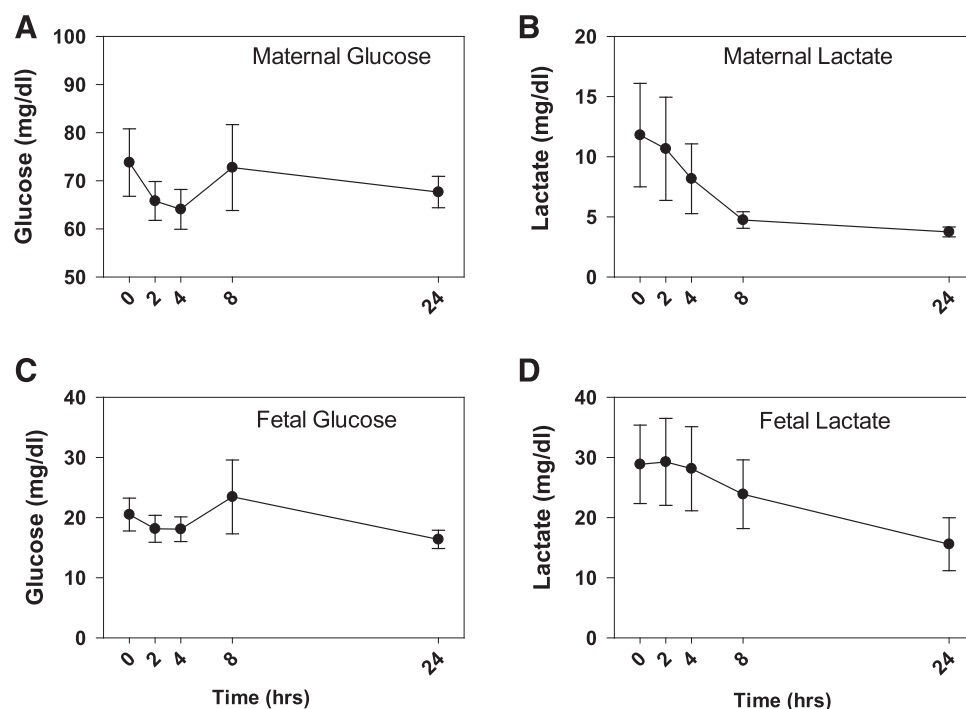 A
Maternal Glucose
Glucose (mg/dl)
100
90
80
70
60
50
0 2 4 8 24
B
Maternal Lactate
Lactate (mg/dl)
20
15
10
5
0
0 2 4 8 24
C
Fetal Glucose
Glucose (mg/dl)
40
30
20
10
0
0 2 4 8 24
Time (hrs)
D
Fetal Lactate
Lactate (mg/dl)
40
30
20
10
0
0 2 4 8 24
Time (hrs)